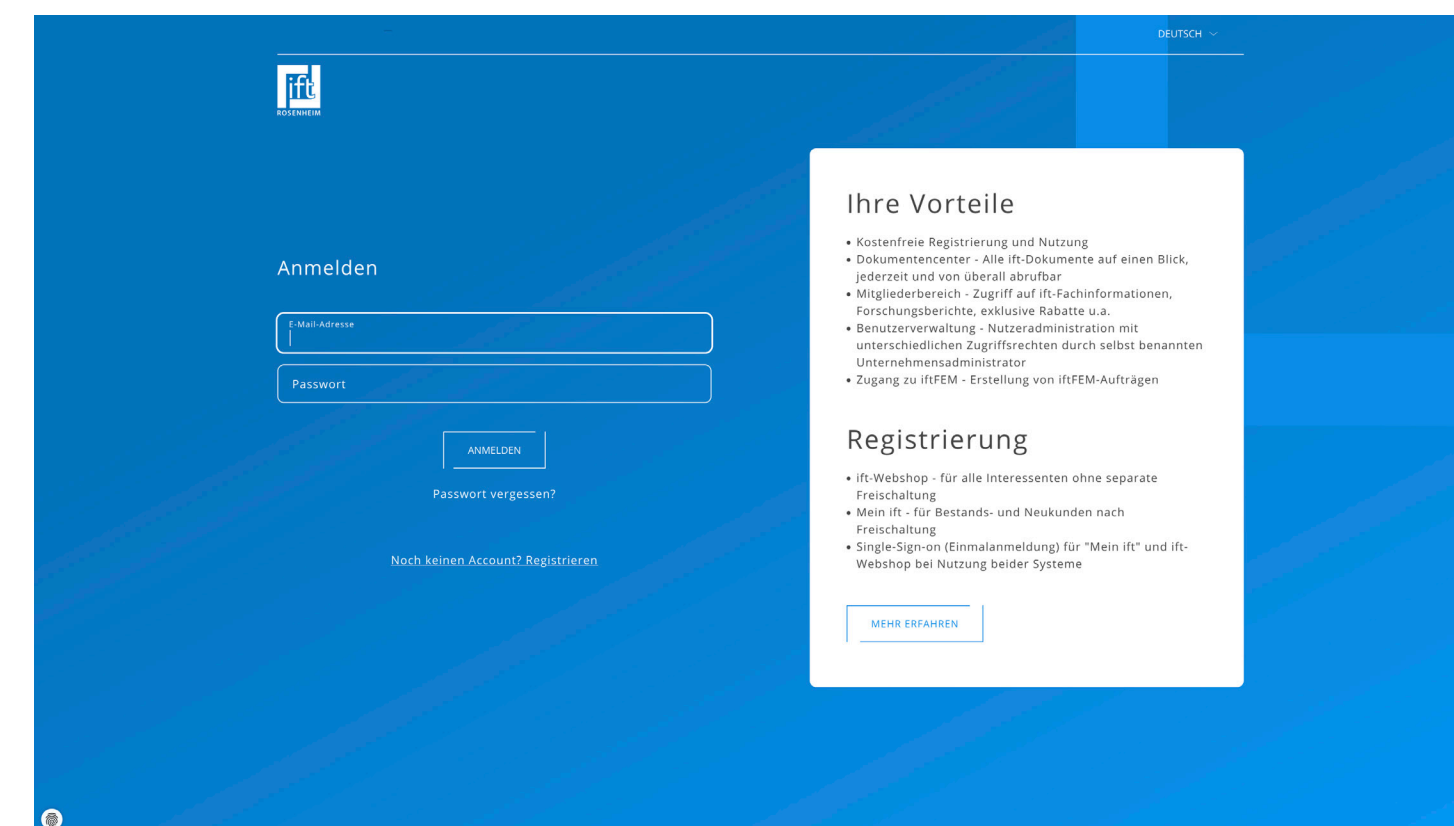 DEUTSCH
ift
ROSENHEIM
Anmelden
E-Mail-Adresse
Passwort
ANMELDEN
Passwort vergessen?
Noch keinen Account? Registrieren
Ihre Vorteile
• Kostenfreie Registrierung und Nutzung
• Dokumentencenter - Alle ift-Dokumente auf einen Blick,
jederzeit und von überall abrufbar
• Mitgliederbereich - Zugriff auf ift-Fachinformationen,
Forschungsberichte, exklusive Rabatte u.a.
• Benutzerverwaltung - Nutzeradministration mit
unterschiedlichen Zugriffsrechten durch selbst benannten
Unternehmensadministrator
• Zugang zu iftFEM - Erstellung von iftFEM-Aufträgen
Registrierung
• ift-Webshop - für alle Interessenten ohne separate
Freischaltung
• Mein ift - für Bestands- und Neukunden nach
Freischaltung
• Single-Sign-on (Einmalanmeldung) für "Mein ift" und ift-
Webshop bei Nutzung beider Systeme
MEHR ERFAHREN